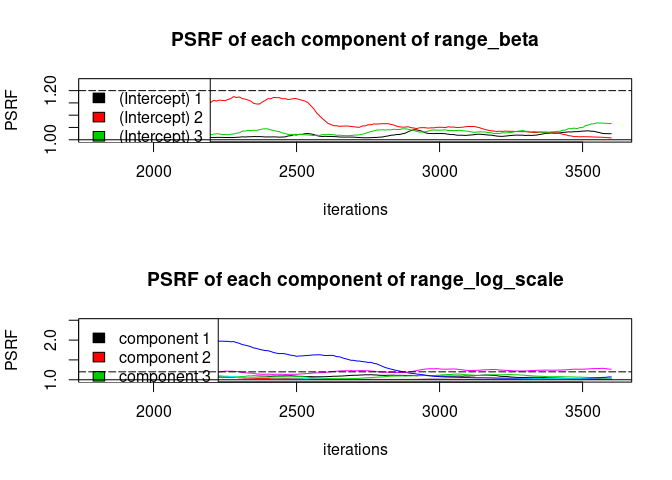 PSRF of each component of range_beta
PSRF
1.20
1.00
(Intercept) 1
(Intercept) 2
(Intercept) 3
2000 2500 3000 3500
iterations
PSRF of each component of range_log_scale
PSRF
2.0
1.0
component 1
component 2
component 3
2000 2500 3000 3500
iterations